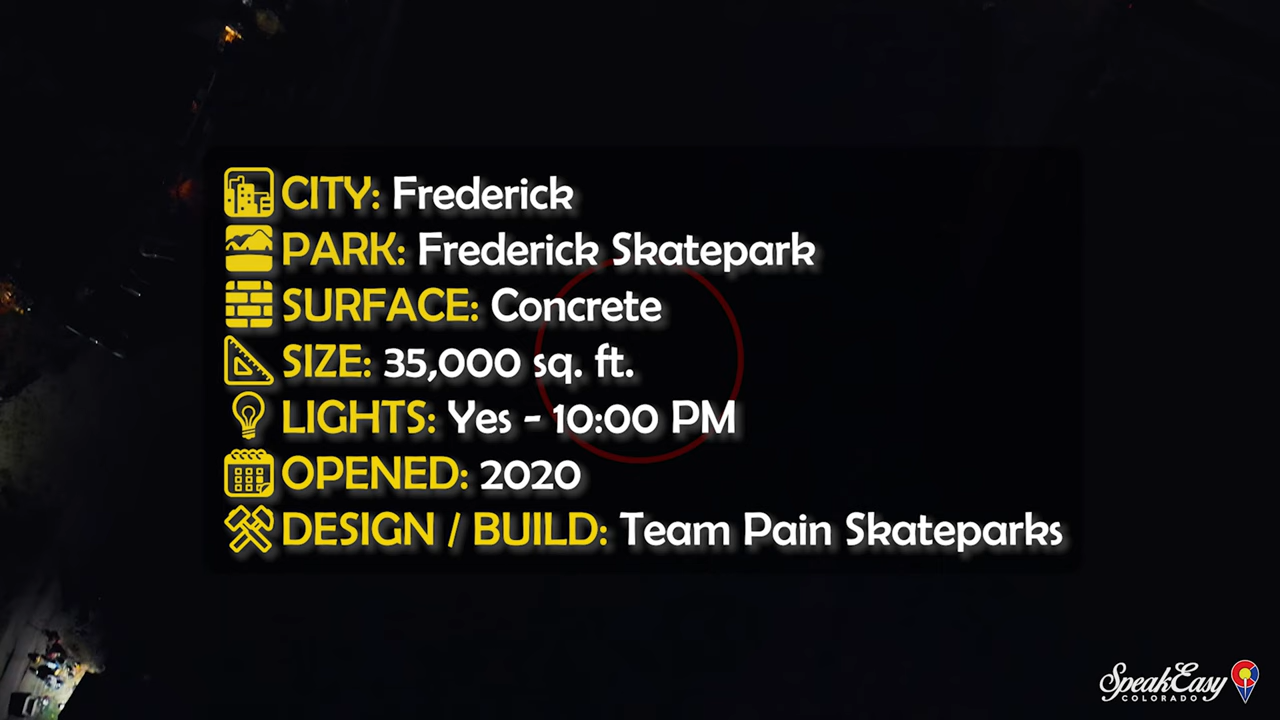 CITY: Frederick
PARK: Frederick Skatepark
SURFACE: Concrete
SIZE: 35,000 sq. ft.
LIGHTS: Yes - 10:00 PM
OPENED: 2020
DESIGN / BUILD: Team Pain Skateparks
SpeakEasy
COLORADO